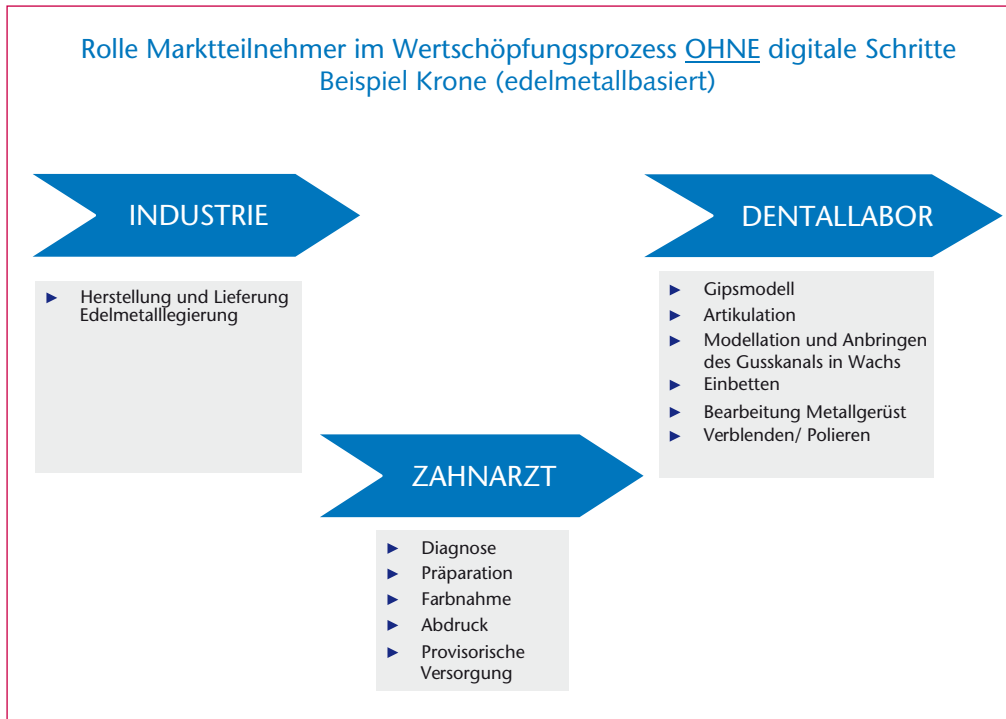 Rolle Marktteilnehmer im Wertschöpfungsprozess OHNE digitale Schritte
Beispiel Krone (edelmetallbasiert)
INDUSTRIE
► Herstellung und Lieferung
Edelmetalllegierung
ZAHNARZT
► Diagnose
► Präparation
► Farbnahme
► Abdruck
► Provisorische
Versorgung
DENTALLABOR
► Gipsmodell
► Artikulation
► Modellation und Anbringen
des Gusskanals in Wachs
► Einbetten
► Bearbeitung Metallgerüst
► Verblenden/ Polieren